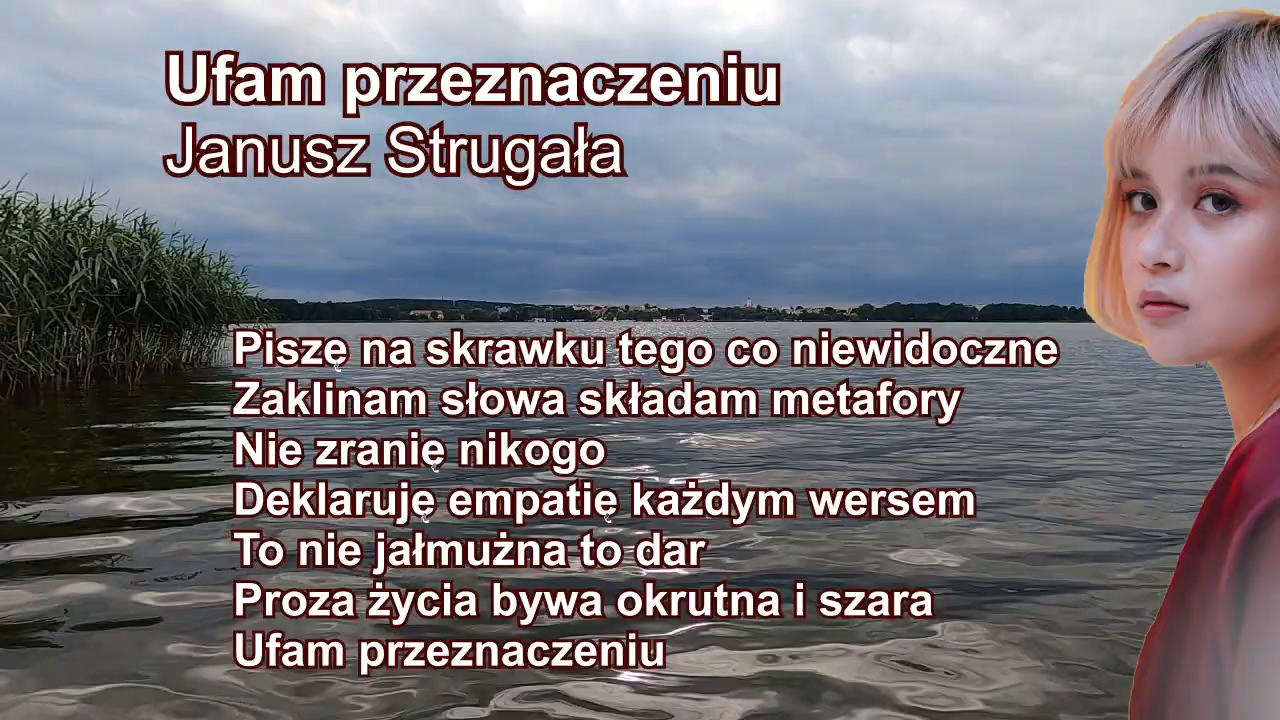 Ufam przeznaczeniu
Janusz Strugała
Piszę na skrawku tego co niewidoczne
Zaklinam słowa składam metafory
Nie zranię nikogo
Deklaruję empatię każdym wersem
To nie jałmużna to dar
Proza życia bywa okrutna i szara
Ufam przeznaczeniu